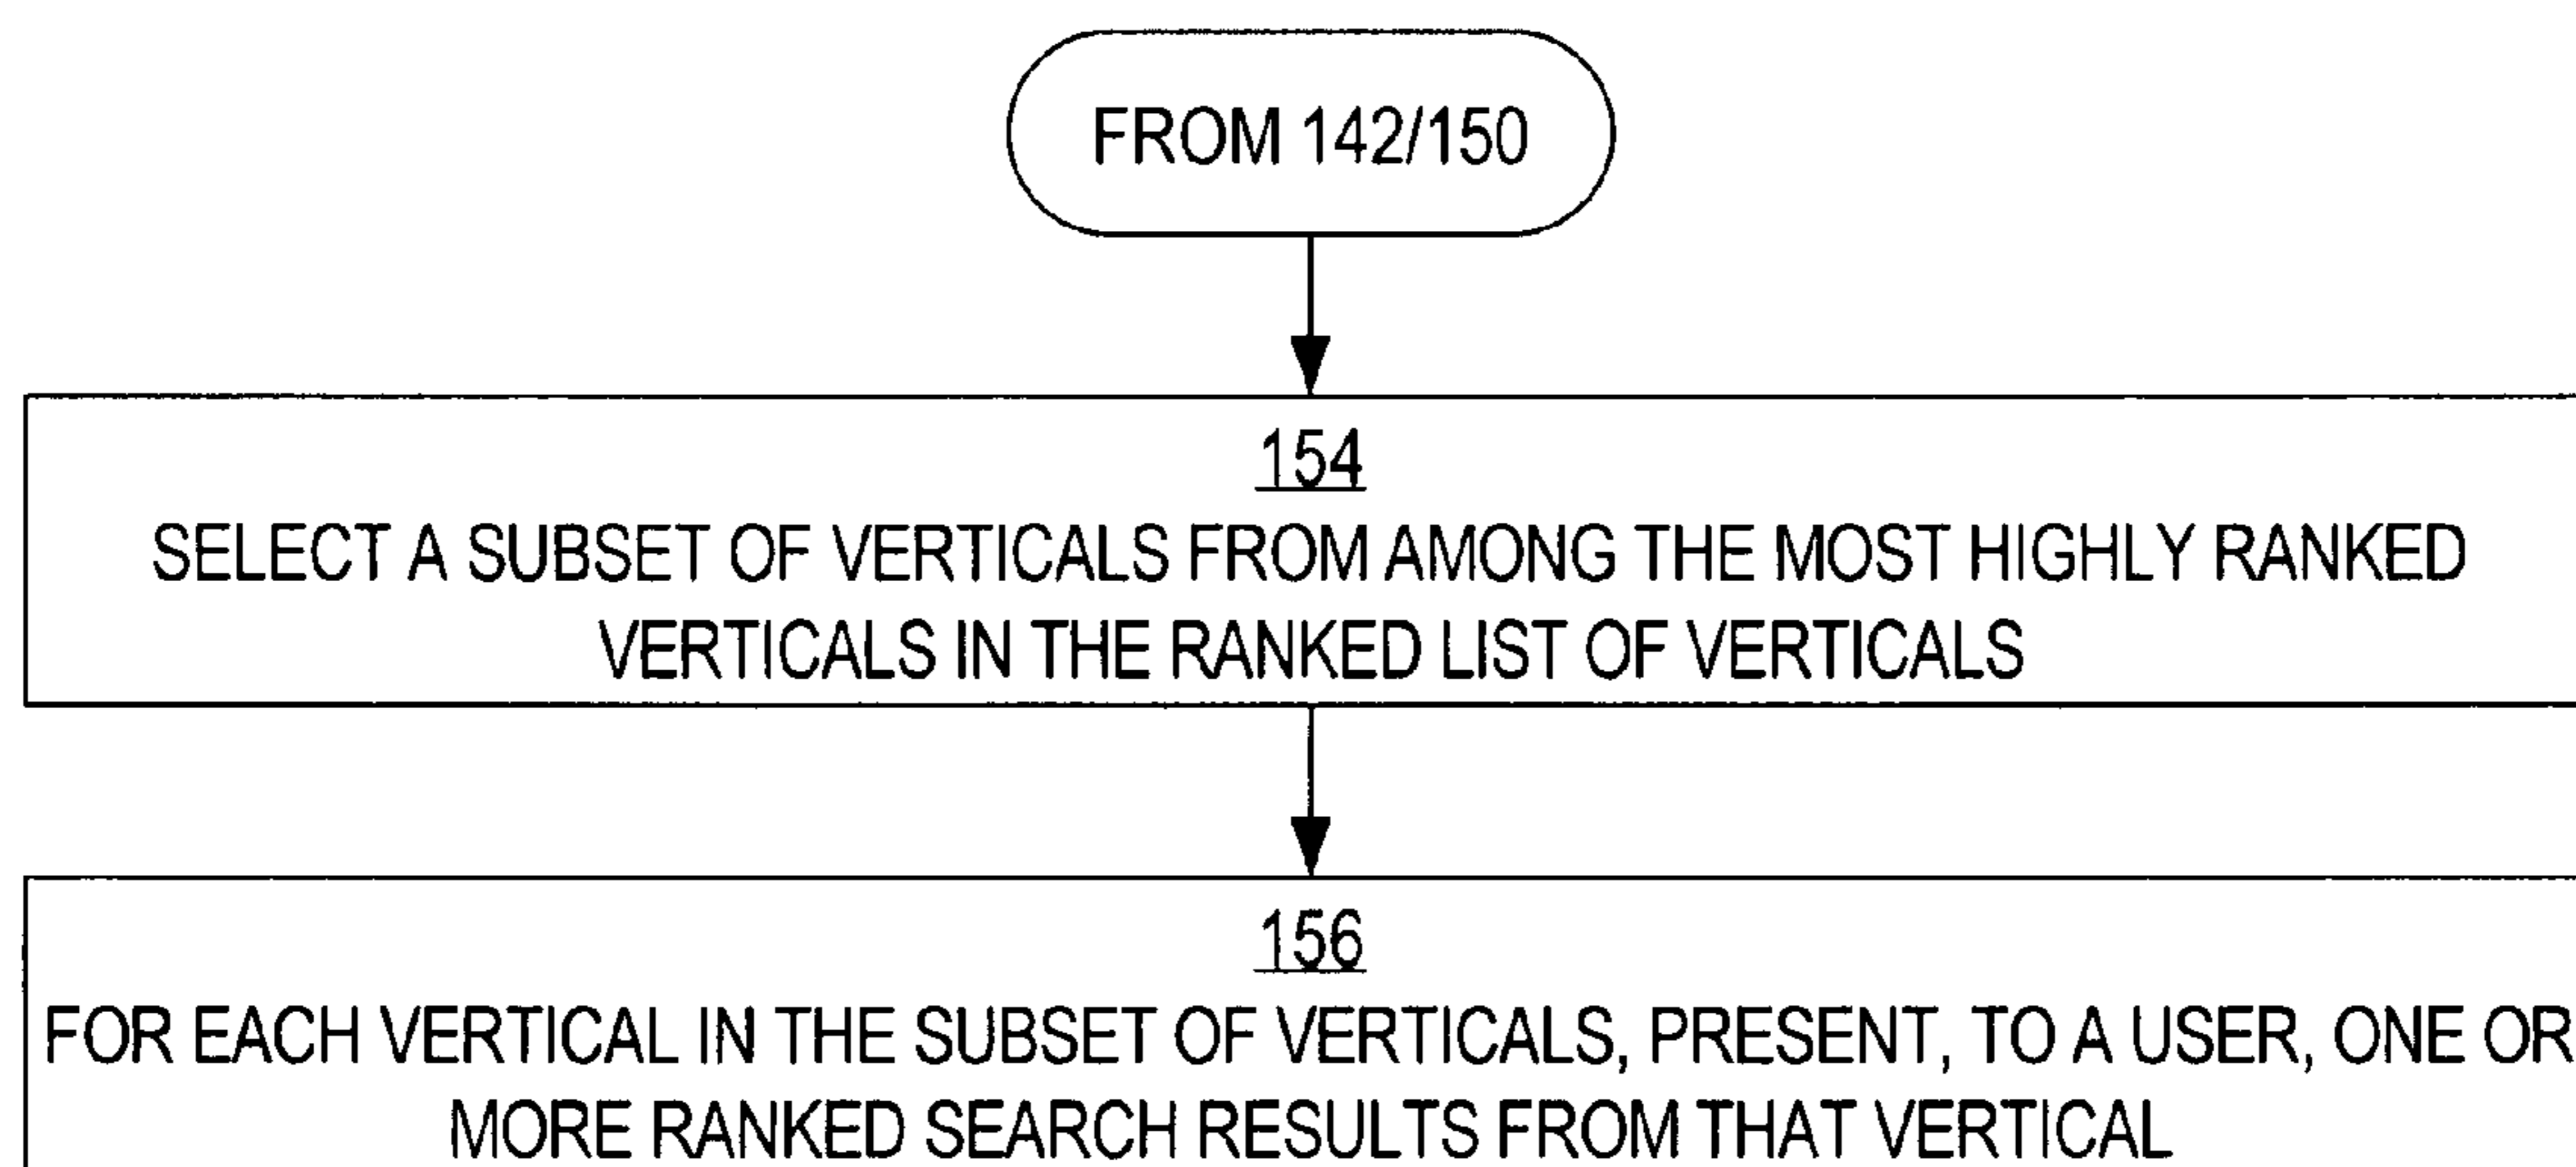 FROM 142/150
154
SELECT A SUBSET OF VERTICALS FROM AMONG THE MOST HIGHLY RANKED
VERTICALS IN THE RANKED LIST OF VERTICALS
156
FOR EACH VERTICAL IN THE SUBSET OF VERTICALS, PRESENT, TO A USER, ONE OR
MORE RANKED SEARCH RESULTS FROM THAT VERTICAL